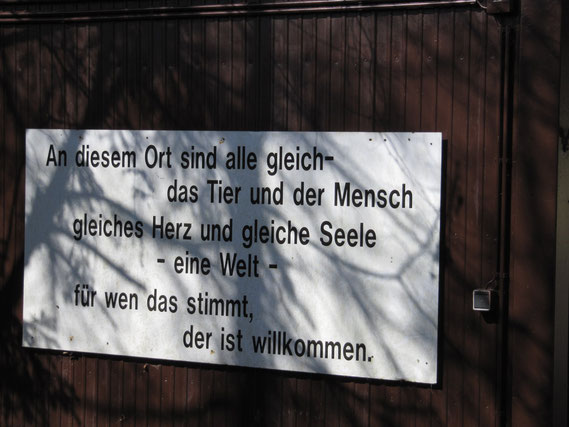 An diesem Ort sind alle gleich-
das Tier und der Mensch
gleiches Herz und gleiche Seele
- eine Welt -
für wen das stimmt,
der ist willkommen.